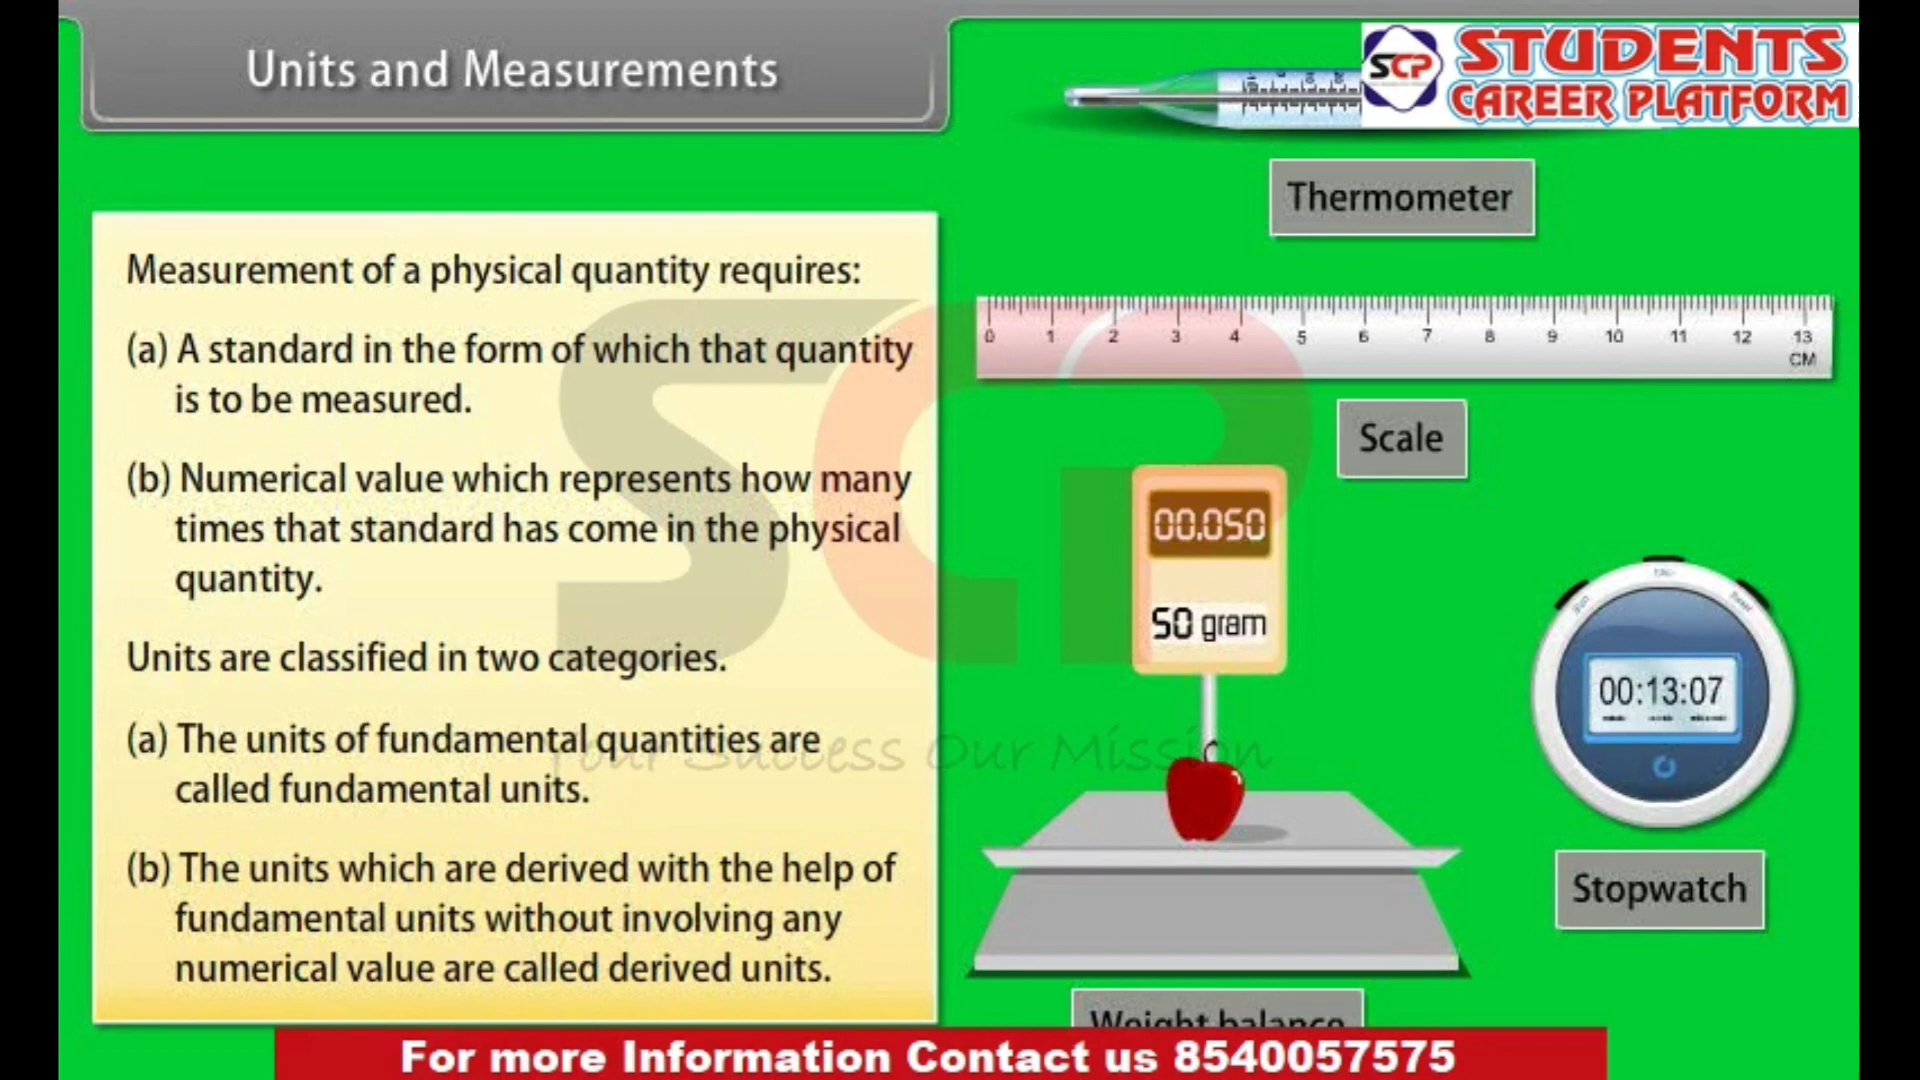 Units and Measurements
SCP
STUDENTS
CAREER PLATFORM
Thermometer
Measurement of a physical quantity requires:
(a) A standard in the form of which that quantity
is to be measured.
(b) Numerical value which represents how many
times that standard has come in the physical
quantity.
Units are classified in two categories.
(a) The units of fundamental quantities are
called fundamental units.
(b) The units which are derived with the help of
fundamental units without involving any
numerical value are called derived units.
0 1 2 3 4 5 6 7 8 9 10 11 12 13
CM
Scale
00.050
50 gram
00:13:07
Stopwatch
Weight balance
SCP
Your Success Our Mission
For more Information Contact us 8540057575